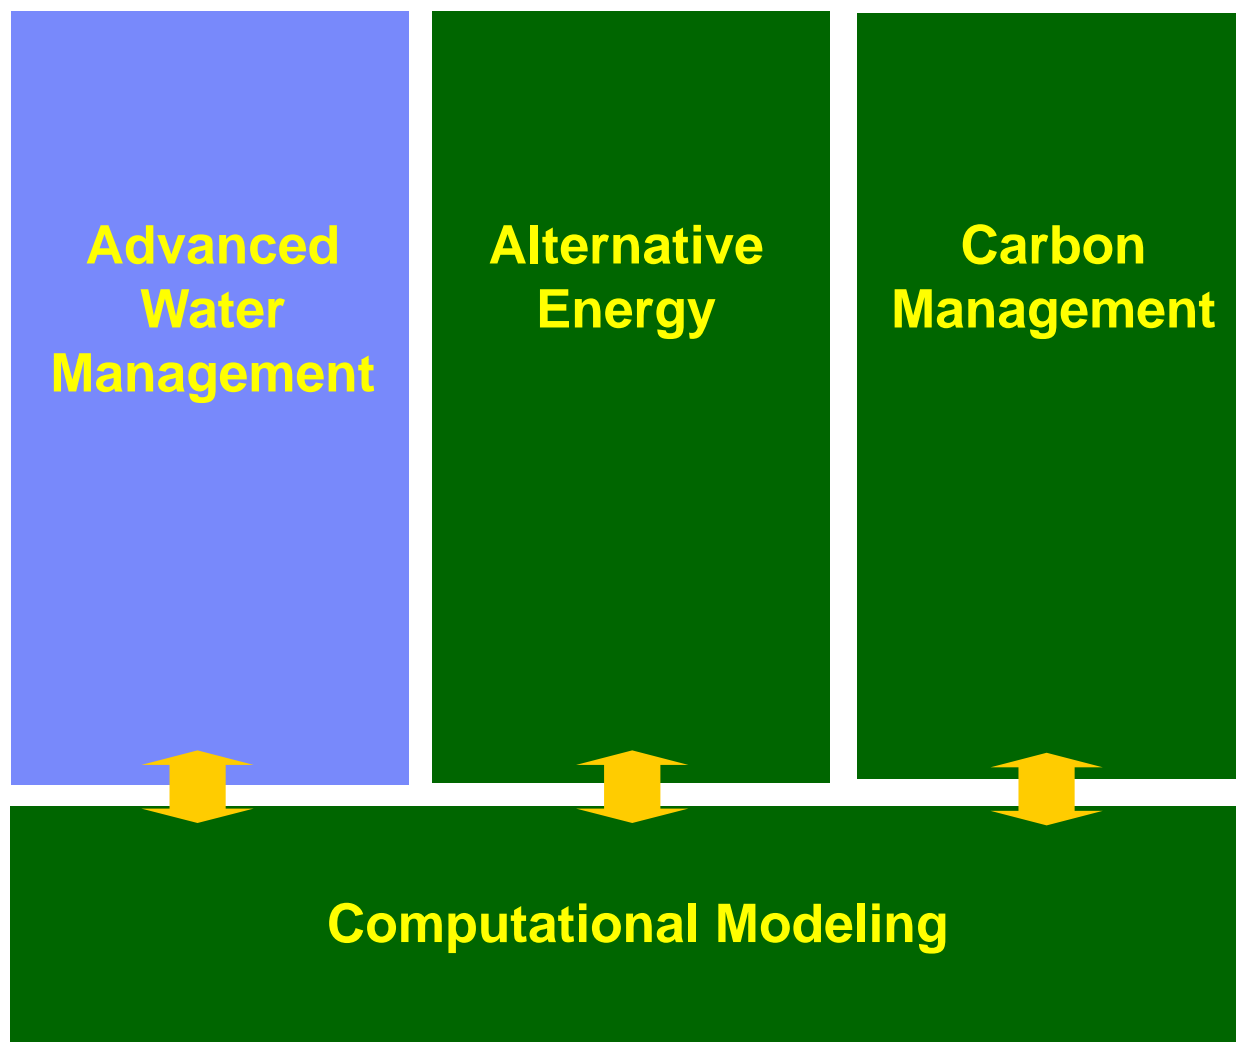 Advanced
Water
Management
Alternative
Energy
Carbon
Management
Computational Modeling